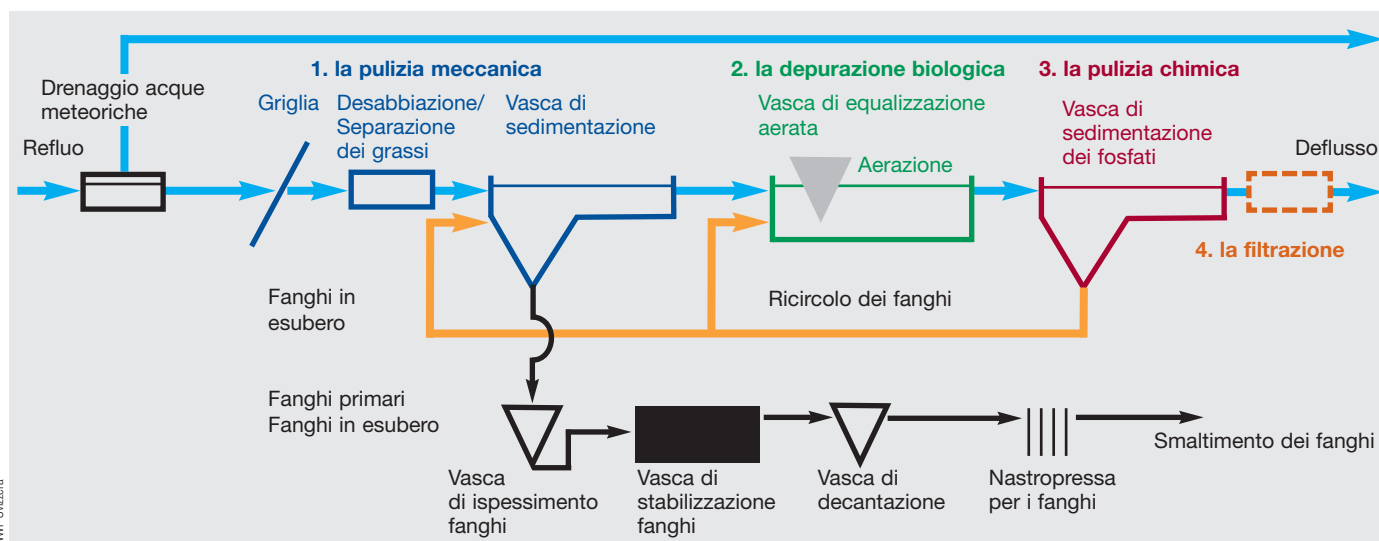 1. la pulizia meccanica
2. la depurazione biologica
3. la pulizia chimica
Drenaggio acque
meteoriche
Refluo
Griglia
Desabbiazione/
Separazione
dei grassi
Vasca di
sedimentazione
Vasca di equalizzazione
aerata
Aerazione
Vasca di
sedimentazione
dei fosfati
Deflusso
4. la filtrazione
Fanghi in
esubero
Ricircolo dei fanghi
Fanghi primari
Fanghi in esubero
Smaltimento dei fanghi
Vasca
di ispessimento
fanghi
Vasca di
stabilizzazione
fanghi
Vasca di
decantazione
Nastropressa
per i fanghi
Svizzera